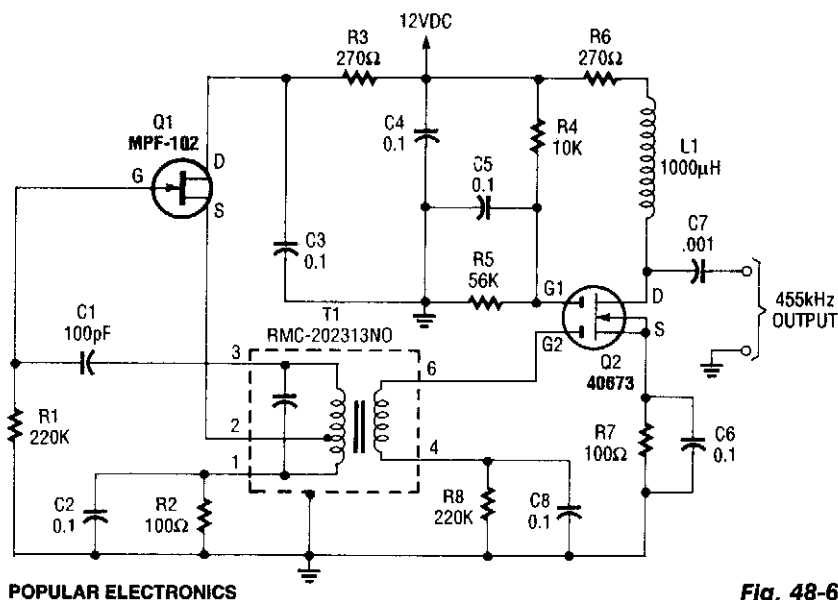 12VDC
R3
270Ω
R6
270Ω
Q1
MPF-102
D
G
S
C4
0.1
R4
10K
C5
0.1
L1
1000µH
C3
0.1
R5
56K
C7
.001
G1
D
G2
S
Q2
40673
455kHz
OUTPUT
C1
100pF
T1
RMC-202313NO
3
6
2
1
4
R1
220K
C2
0.1
R2
100Ω
R8
220K
C8
0.1
R7
100Ω
C6
0.1
POPULAR ELECTRONICS
Fig. 48-6